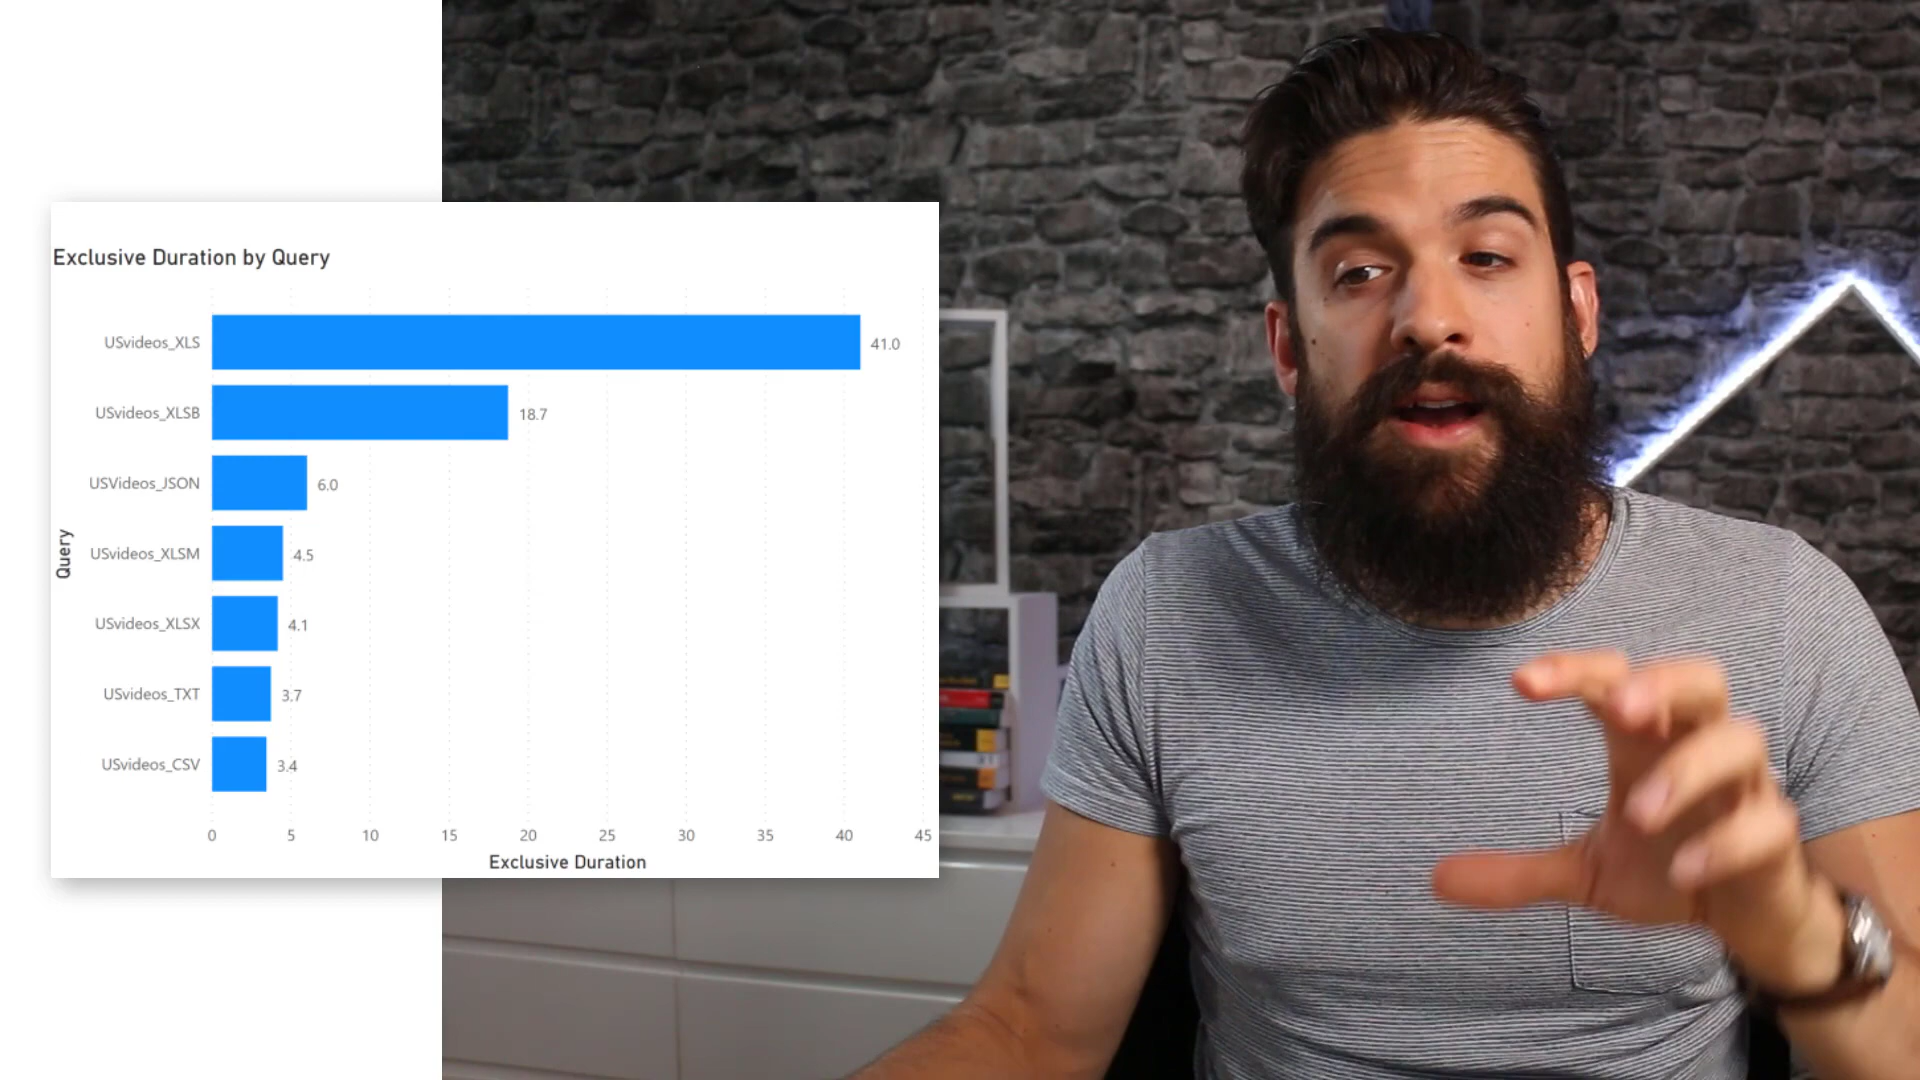 Exclusive Duration by Query
USvideos_XLS 41.0
USvideos_XLSB 18.7
USVideos_JSON 6.0
USvideos_XLSM 4.5
USvideos_XLSX 4.1
USvideos_TXT 3.7
USvideos_CSV 3.4
Query
0 5 10 15 20 25 30 35 40 45
Exclusive Duration